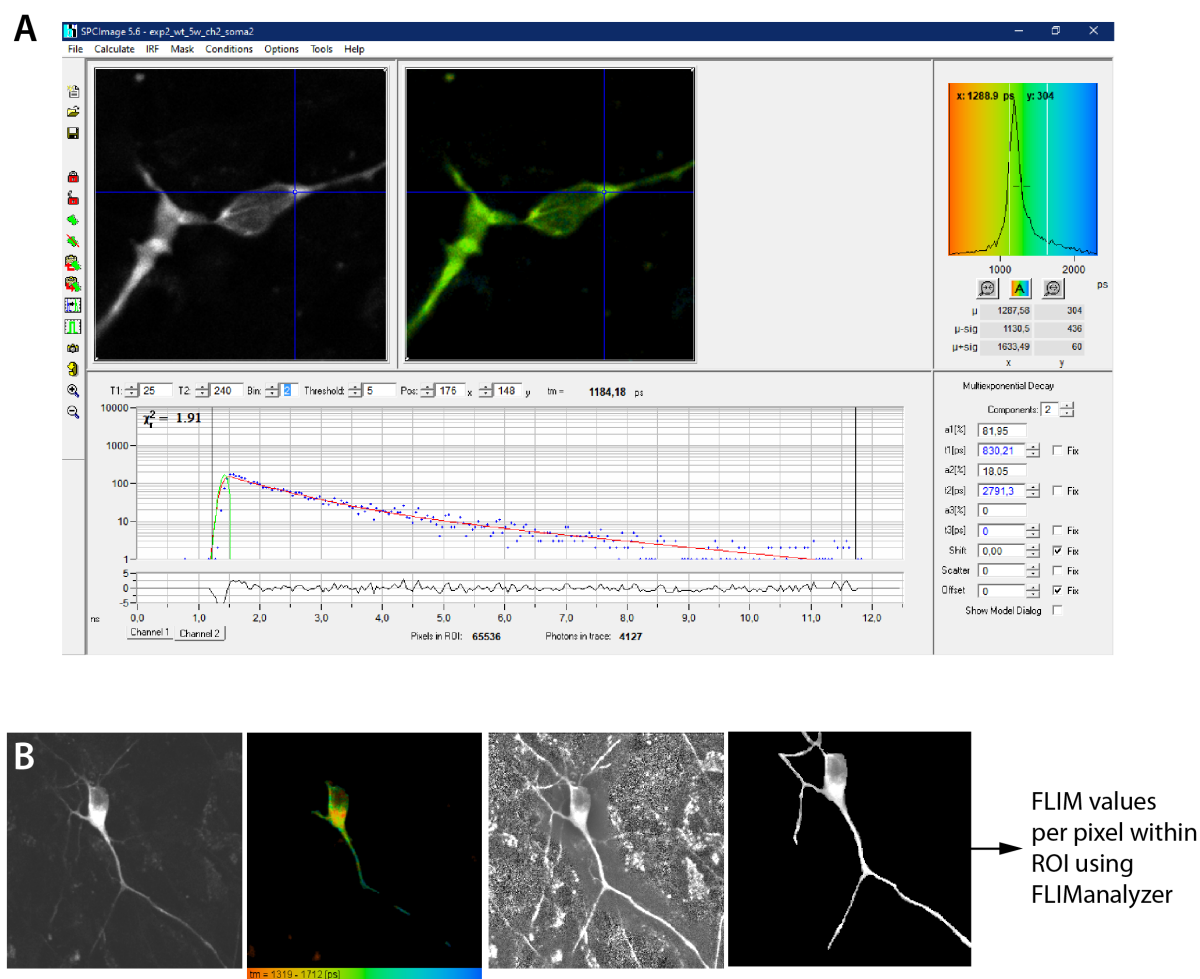 A
SPCImage 5.6 - exp2_wt_5w_ch2_soma2
File Calculate IRF Mask Conditions Options Tools Help
x: 1288.9 ps y: 304
1000 2000
ps
A
µ 1287,58 304
µ-sig 1130,5 436
µ+sig 1633,49 60
x y
T1: 25 T2: 240 Bin: 2 Threshold: 5 Pos: 176 x 148 y tm = 1184,18 ps
Multiexponential Decay
Components: 2
a1[%] 81,95
t1[ps] 830,21 Fix
a2[%] 18,05
t2[ps] 2791,3 Fix
a3[%] 0
t3[ps] 0 Fix
Shift 0,00 Fix
Scatter 0 Fix
Offset 0 Fix
Show Model Dialog
10000
χ²r = 1.91
1000
100
10
1
5
0
-5
ns 0,0 1,0 2,0 3,0 4,0 5,0 6,0 7,0 8,0 9,0 10,0 11,0 12,0
Channel 1 Channel 2
Pixels in ROI: 65536 Photons in trace: 4127
B
tm = 1319 - 1712 [ps]
FLIM values
per pixel within
ROI using
FLIManalyzer